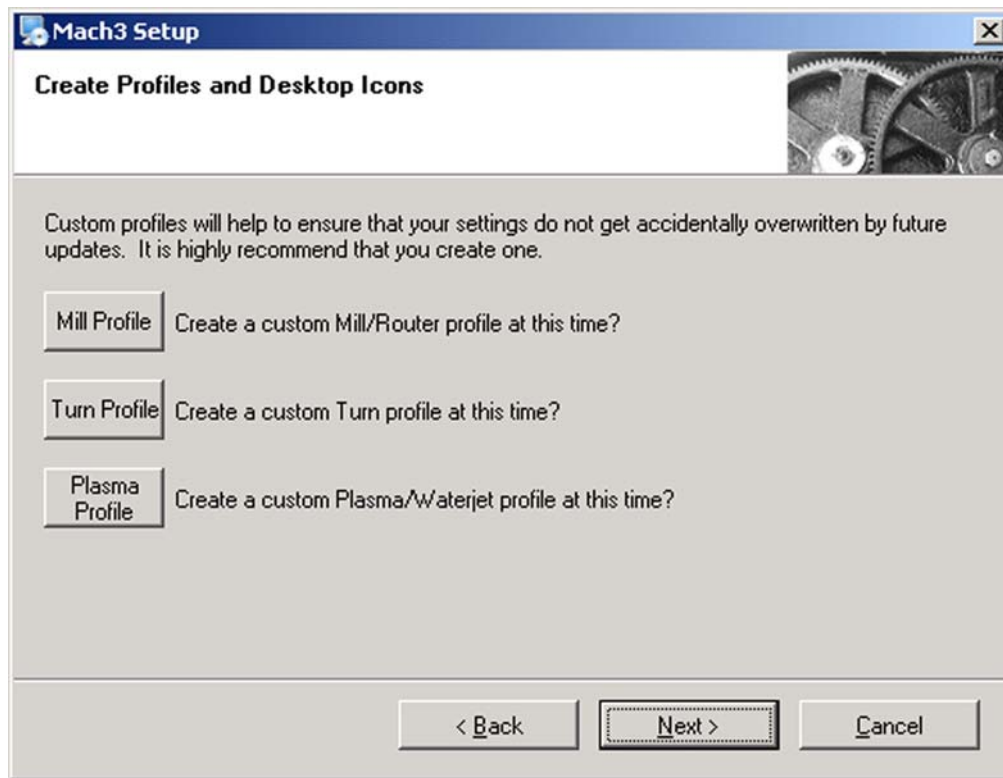 Mach3 Setup
Create Profiles and Desktop Icons
Custom profiles will help to ensure that your settings do not get accidentally overwritten by future
updates. It is highly recommend that you create one.
Mill Profile
Create a custom Mill/Router profile at this time?
Turn Profile
Create a custom Turn profile at this time?
Plasma
Profile
Create a custom Plasma/Waterjet profile at this time?
< Back
Next >
Cancel